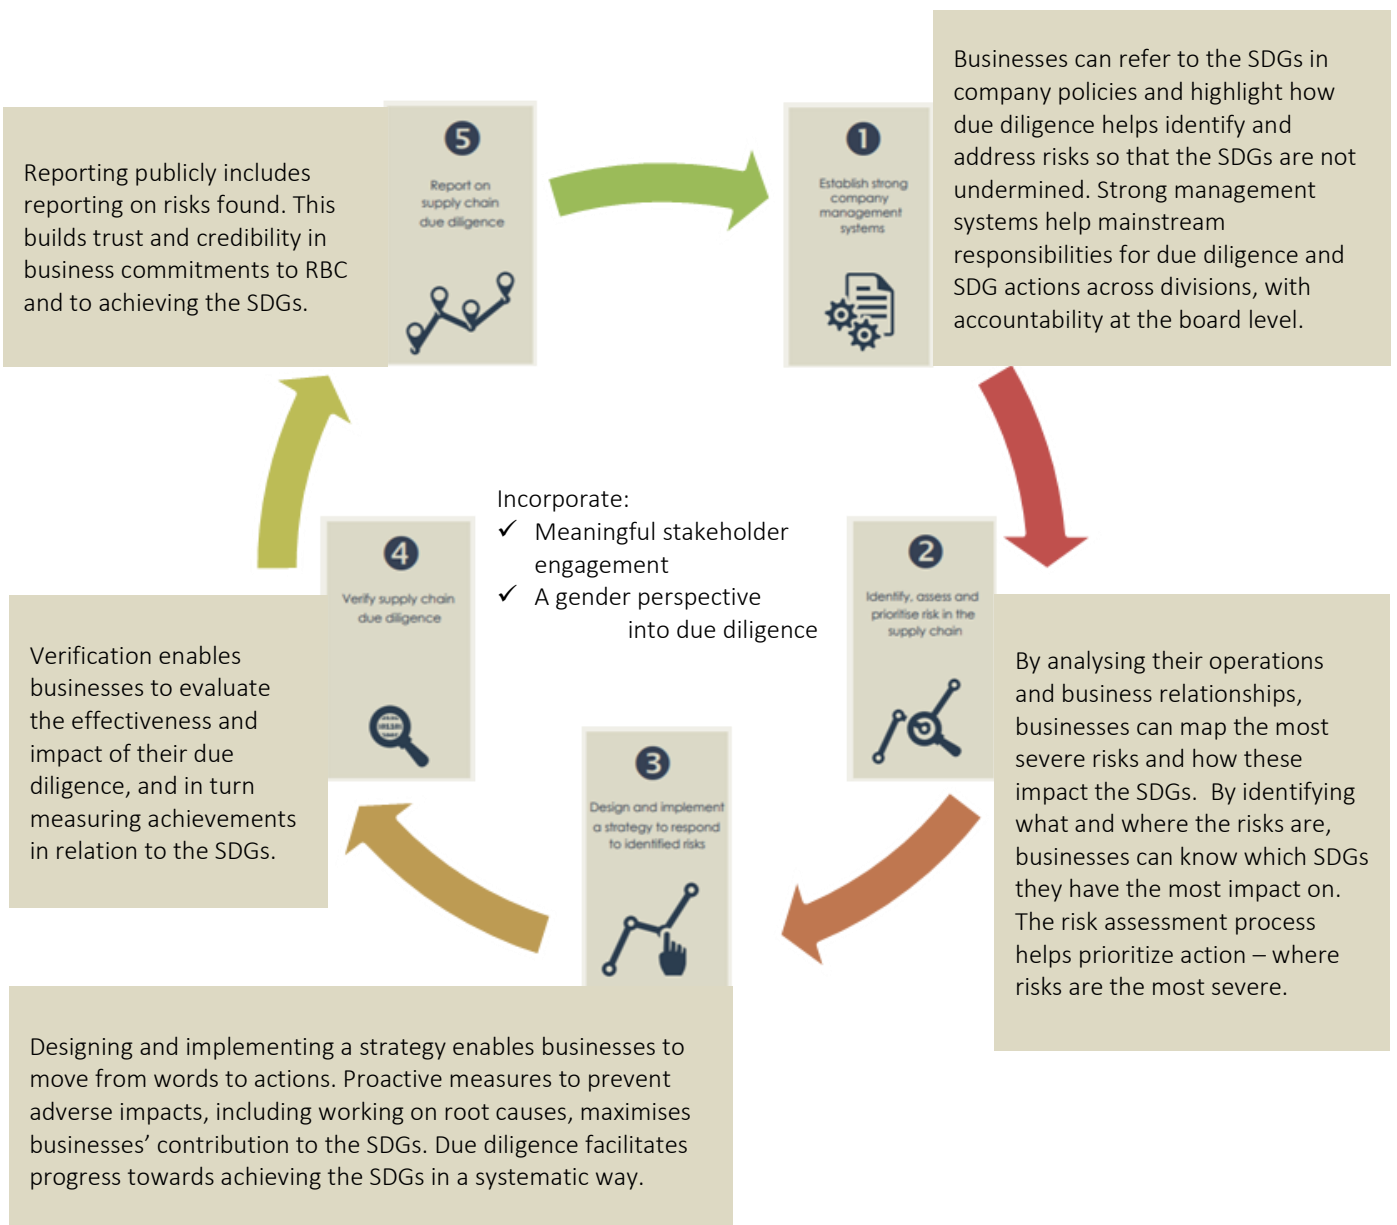 1
Establish strong
company
management
systems
Businesses can refer to the SDGs in
company policies and highlight how
due diligence helps identify and
address risks so that the SDGs are not
undermined. Strong management
systems help mainstream
responsibilities for due diligence and
SDG actions across divisions, with
accountability at the board level.
2
Identify, assess and
prioritise risk in the
supply chain
By analysing their operations
and business relationships,
businesses can map the most
severe risks and how these
impact the SDGs.  By identifying
what and where the risks are,
businesses can know which SDGs
they have the most impact on.
The risk assessment process
helps prioritize action – where
risks are the most severe.
3
Design and implement
a strategy to respond
to identified risks
Designing and implementing a strategy enables businesses to
move from words to actions. Proactive measures to prevent
adverse impacts, including working on root causes, maximises
businesses’ contribution to the SDGs. Due diligence facilitates
progress towards achieving the SDGs in a systematic way.
4
Verify supply chain
due diligence
Verification enables
businesses to evaluate
the effectiveness and
impact of their due
diligence, and in turn
measuring achievements
in relation to the SDGs.
5
Report on
supply chain
due diligence
Reporting publicly includes
reporting on risks found. This
builds trust and credibility in
business commitments to RBC
and to achieving the SDGs.
Incorporate:
✓ Meaningful stakeholder
engagement
✓ A gender perspective
into due diligence